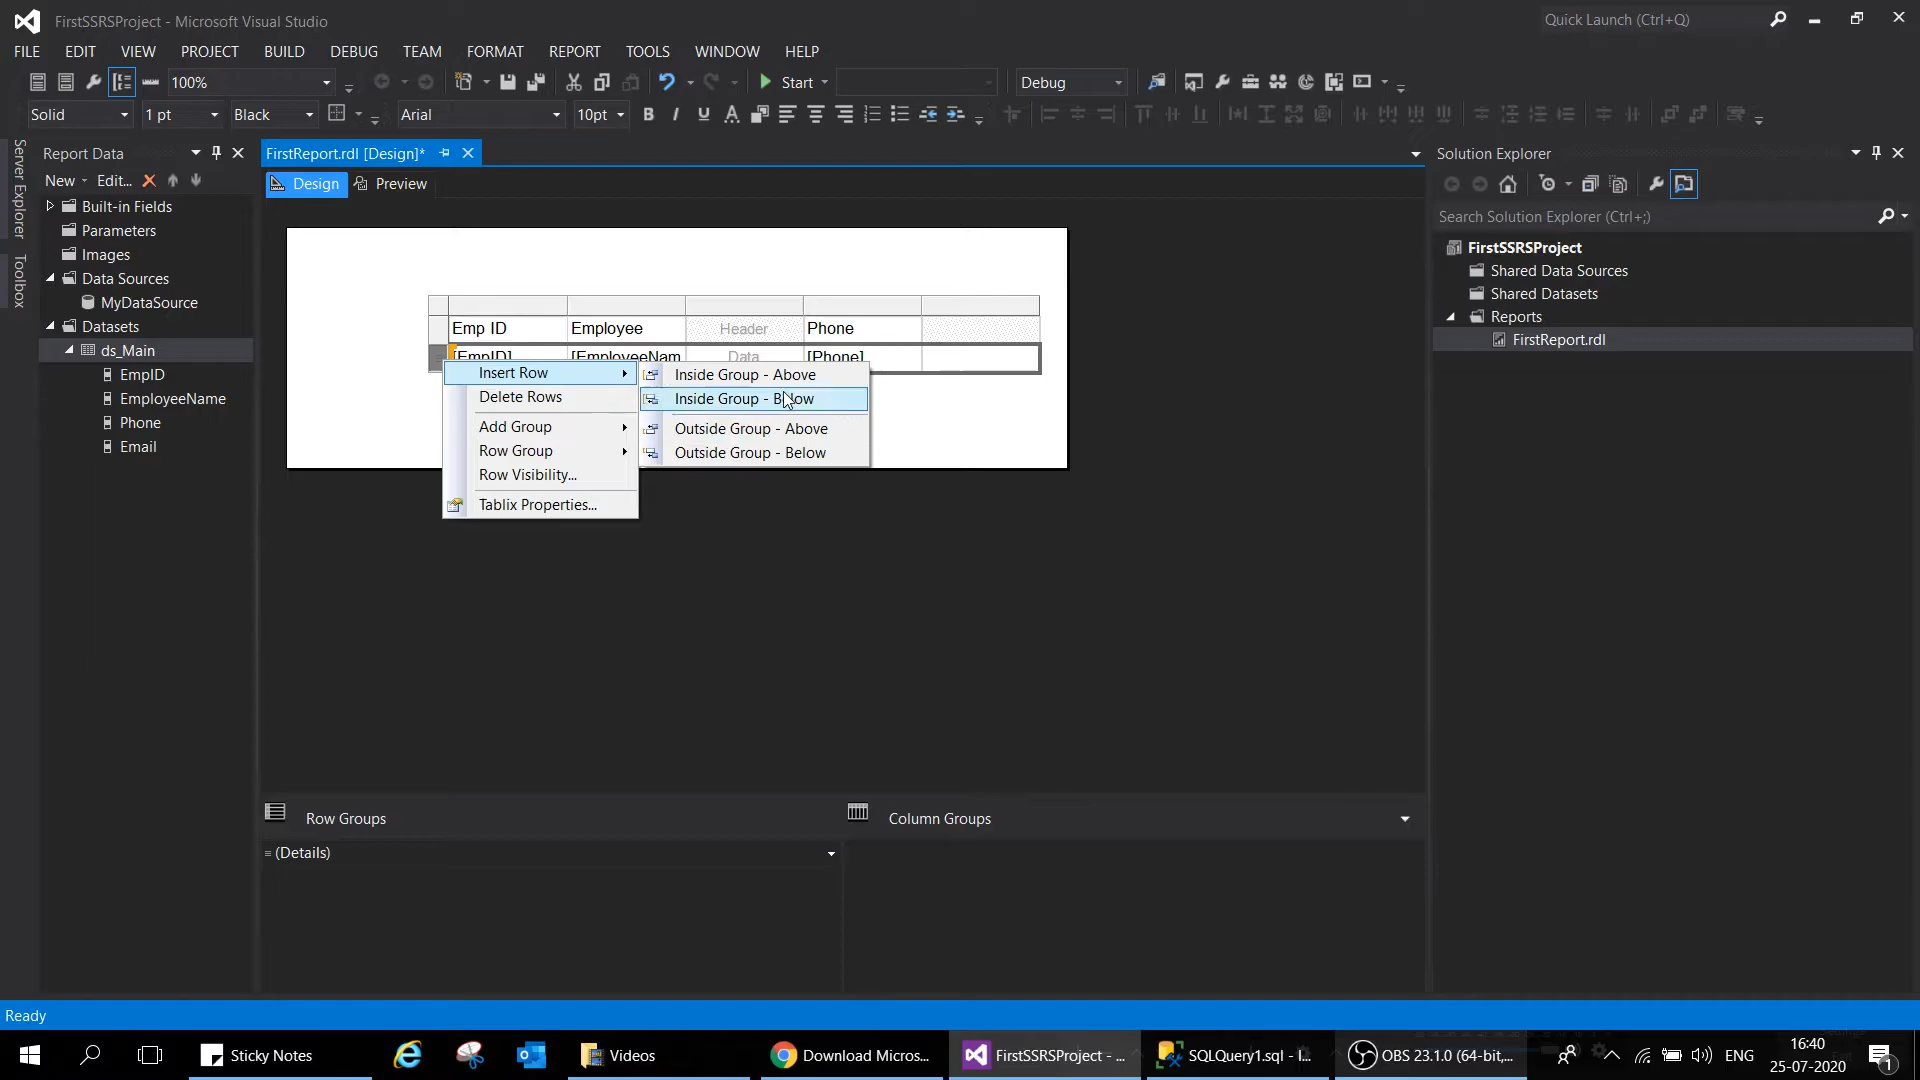 FirstSSRSProject - Microsoft Visual Studio
Quick Launch (Ctrl+Q)
FILE EDIT VIEW PROJECT BUILD DEBUG TEAM FORMAT REPORT TOOLS WINDOW HELP
100% Start Debug
Solid 1 pt Black Arial 10pt B I U A
Server Explorer
Toolbox
Report Data
New Edit...
Built-in Fields
Parameters
Images
Data Sources
MyDataSource
Datasets
ds_Main
EmpID
EmployeeName
Phone
Email
FirstReport.rdl [Design]*
Design Preview
Emp ID Employee Header Phone
[EmpID] [EmployeeNam Data [Phone]
Insert Row
Delete Rows
Add Group
Row Group
Row Visibility...
Tablix Properties...
Inside Group - Above
Inside Group - Below
Outside Group - Above
Outside Group - Below
Row Groups
(Details)
Column Groups
Solution Explorer
Search Solution Explorer (Ctrl+;)
FirstSSRSProject
Shared Data Sources
Shared Datasets
Reports
FirstReport.rdl
Ready
Sticky Notes
Videos
Download Micros...
FirstSSRSProject - ...
SQLQuery1.sql - l...
OBS 23.1.0 (64-bit,...
ENG
16:40
25-07-2020
1